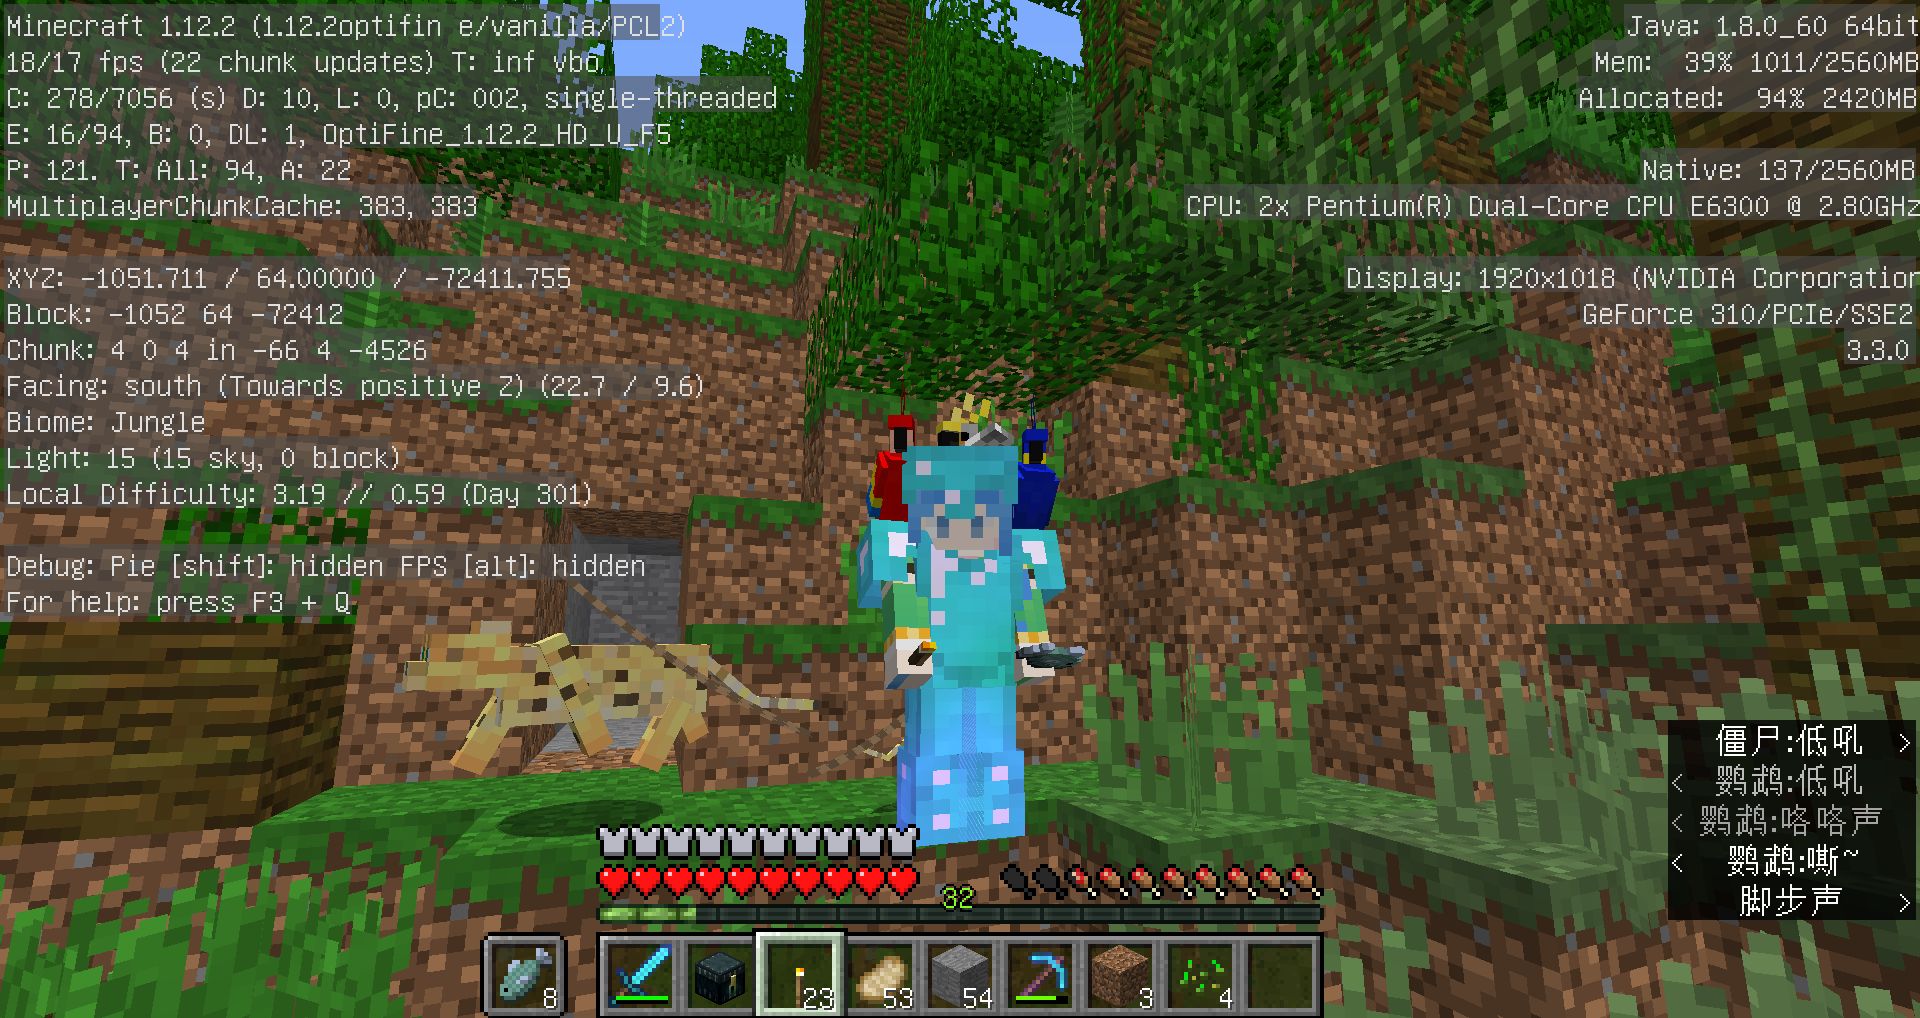 Minecraft 1.12.2 (1.12.2optifin e/vanilla/PCL2)
18/17 fps (22 chunk updates) T: inf vbo
C: 278/7056 (s) D: 10, L: 0, pC: 002, single-threaded
E: 16/94, B: 0, DL: 1, OptiFine_1.12.2_HD_U_F5
P: 121. T: All: 94, A: 22
MultiplayerChunkCache: 383, 383
XYZ: -1051.711 / 64.00000 / -72411.755
Block: -1052 64 -72412
Chunk: 4 0 4 in -66 4 -4526
Facing: south (Towards positive Z) (22.7 / 9.6)
Biome: Jungle
Light: 15 (15 sky, 0 block)
Local Difficulty: 3.19 // 0.59 (Day 301)
Debug: Pie [shift]: hidden FPS [alt]: hidden
For help: press F3 + Q
Java: 1.8.0_60 64bit
Mem: 39% 1011/2560MB
Allocated: 94% 2420MB
Native: 137/2560MB
CPU: 2x Pentium(R) Dual-Core CPU E6300 @ 2.80GHz
Display: 1920x1018 (NVIDIA Corporation
GeForce 310/PCIe/SSE2
3.3.0
僵尸:低吼 >
< 鹦鹉:低吼
< 鹦鹉:咯咯声
< 鹦鹉:嘶~
脚步声 >
32
8
23
53
54
3
4